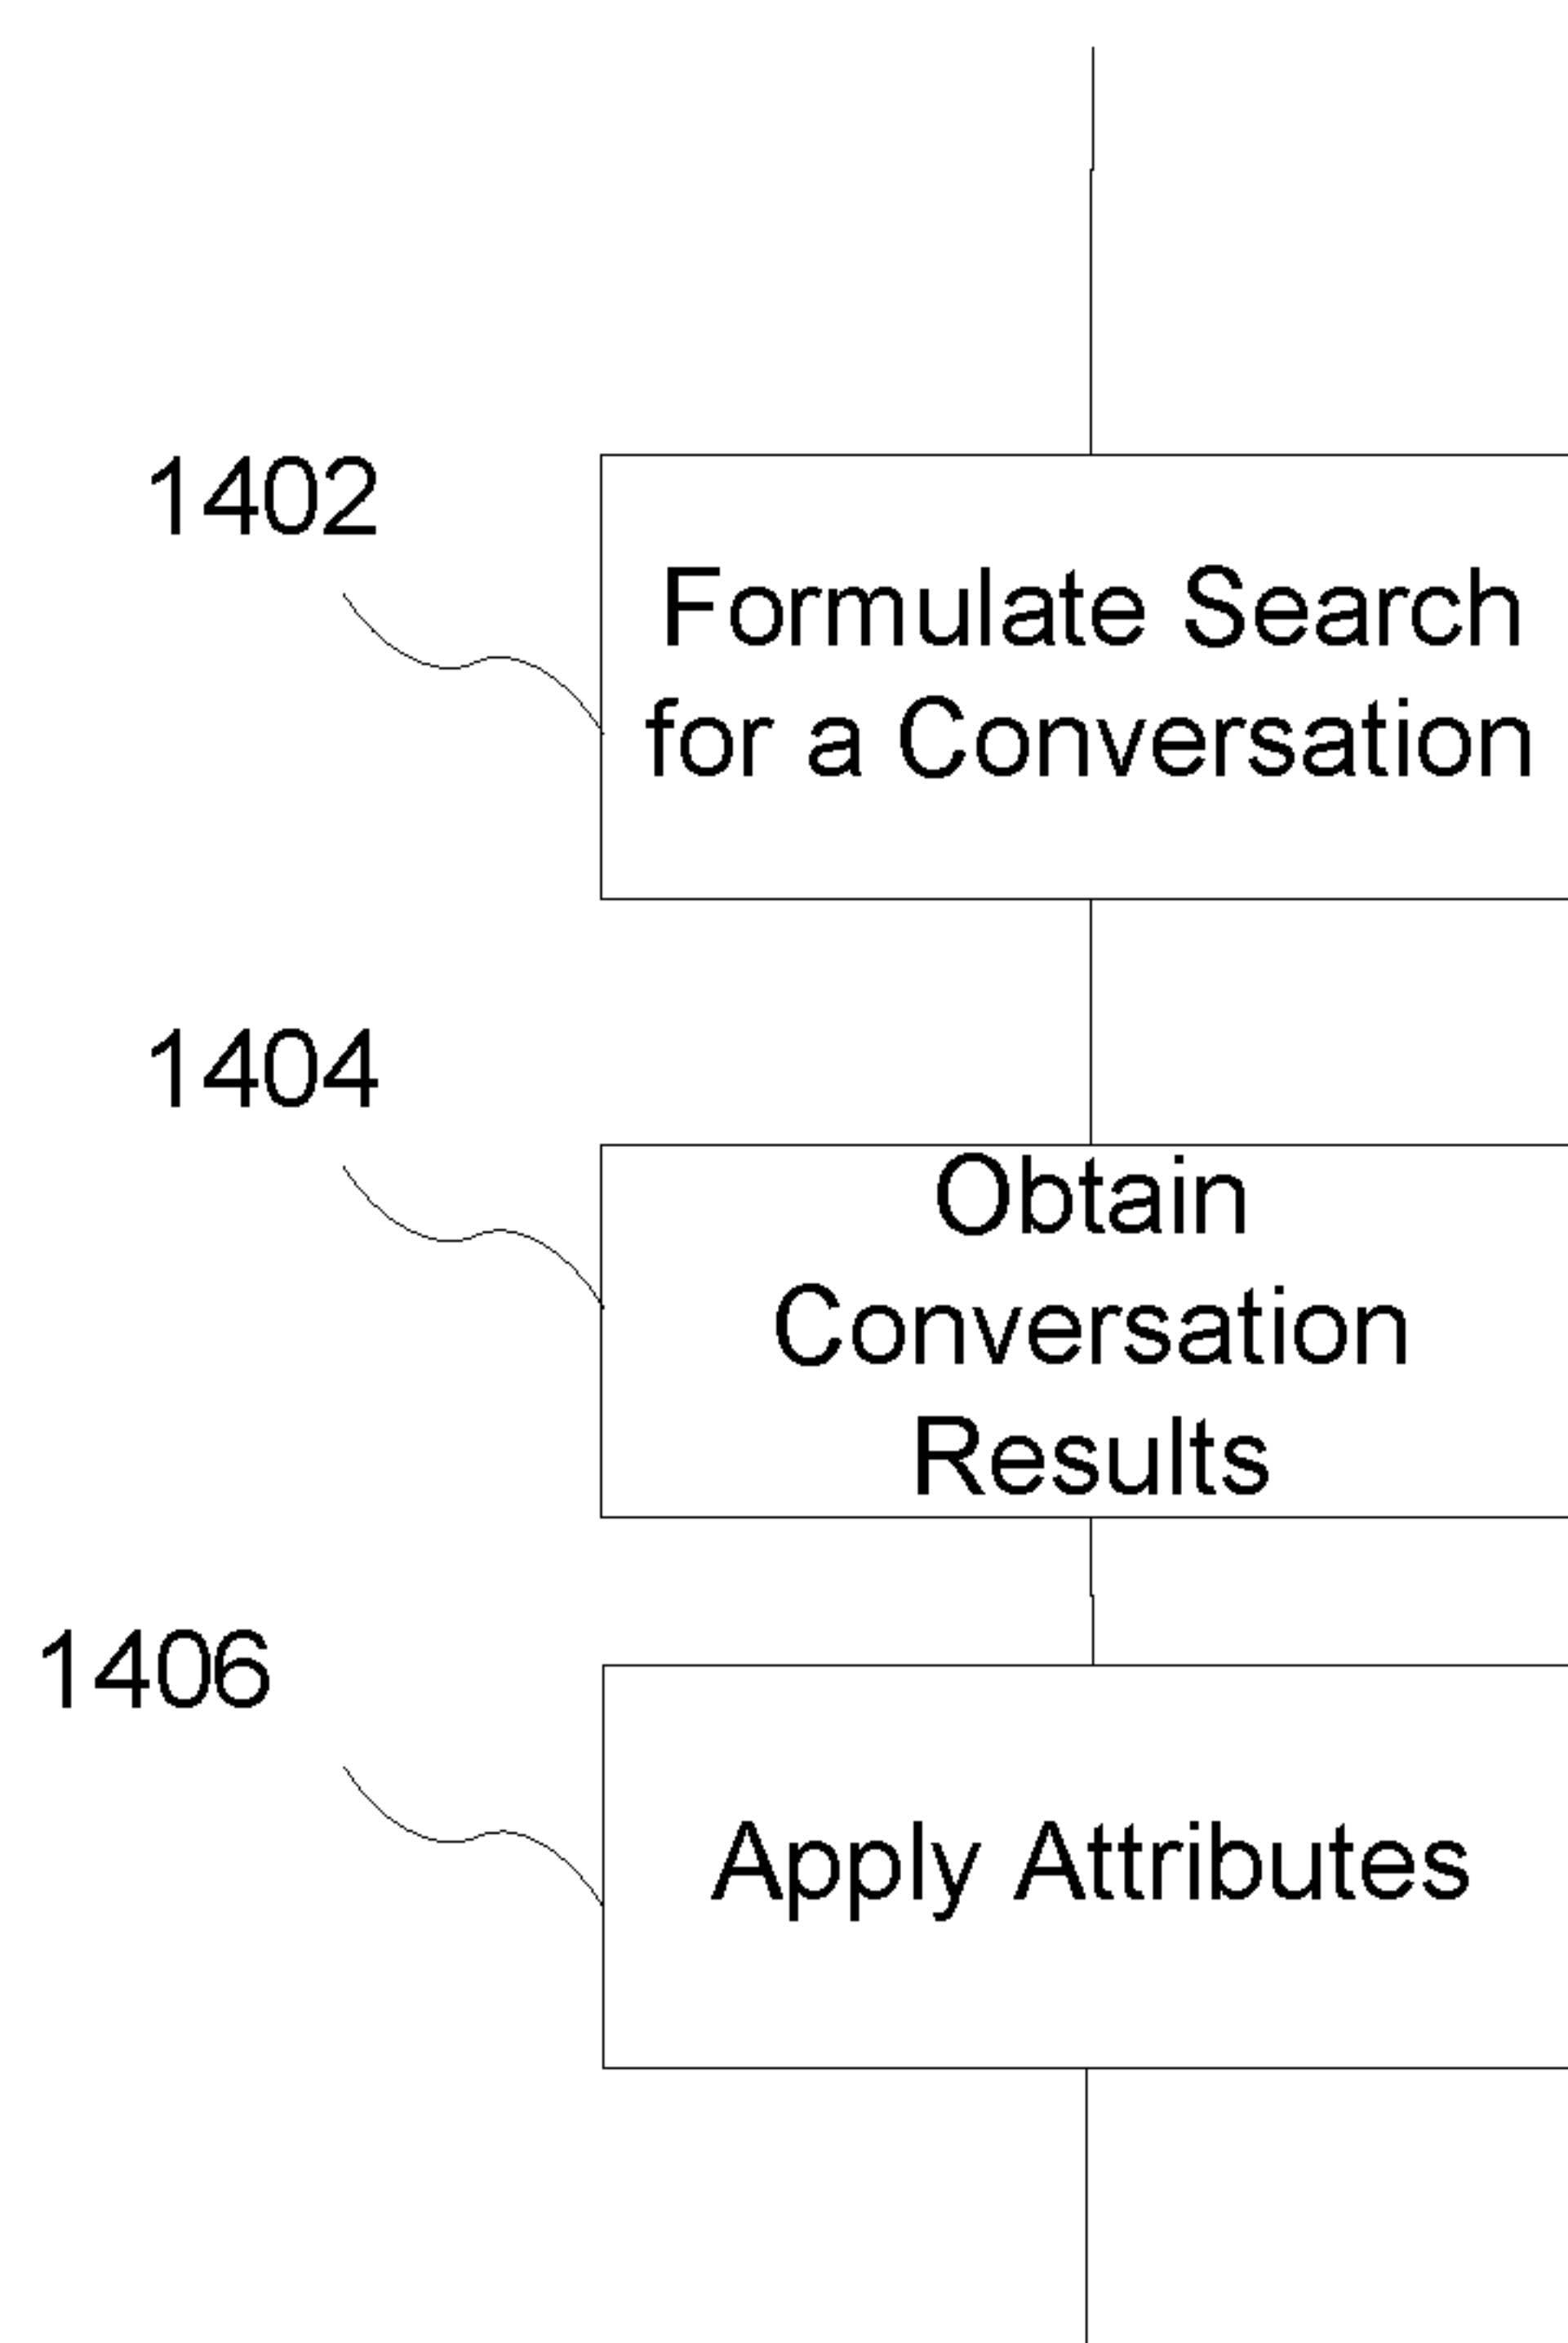 1402
Formulate Search
for a Conversation
1404
Obtain
Conversation
Results
1406
Apply Attributes